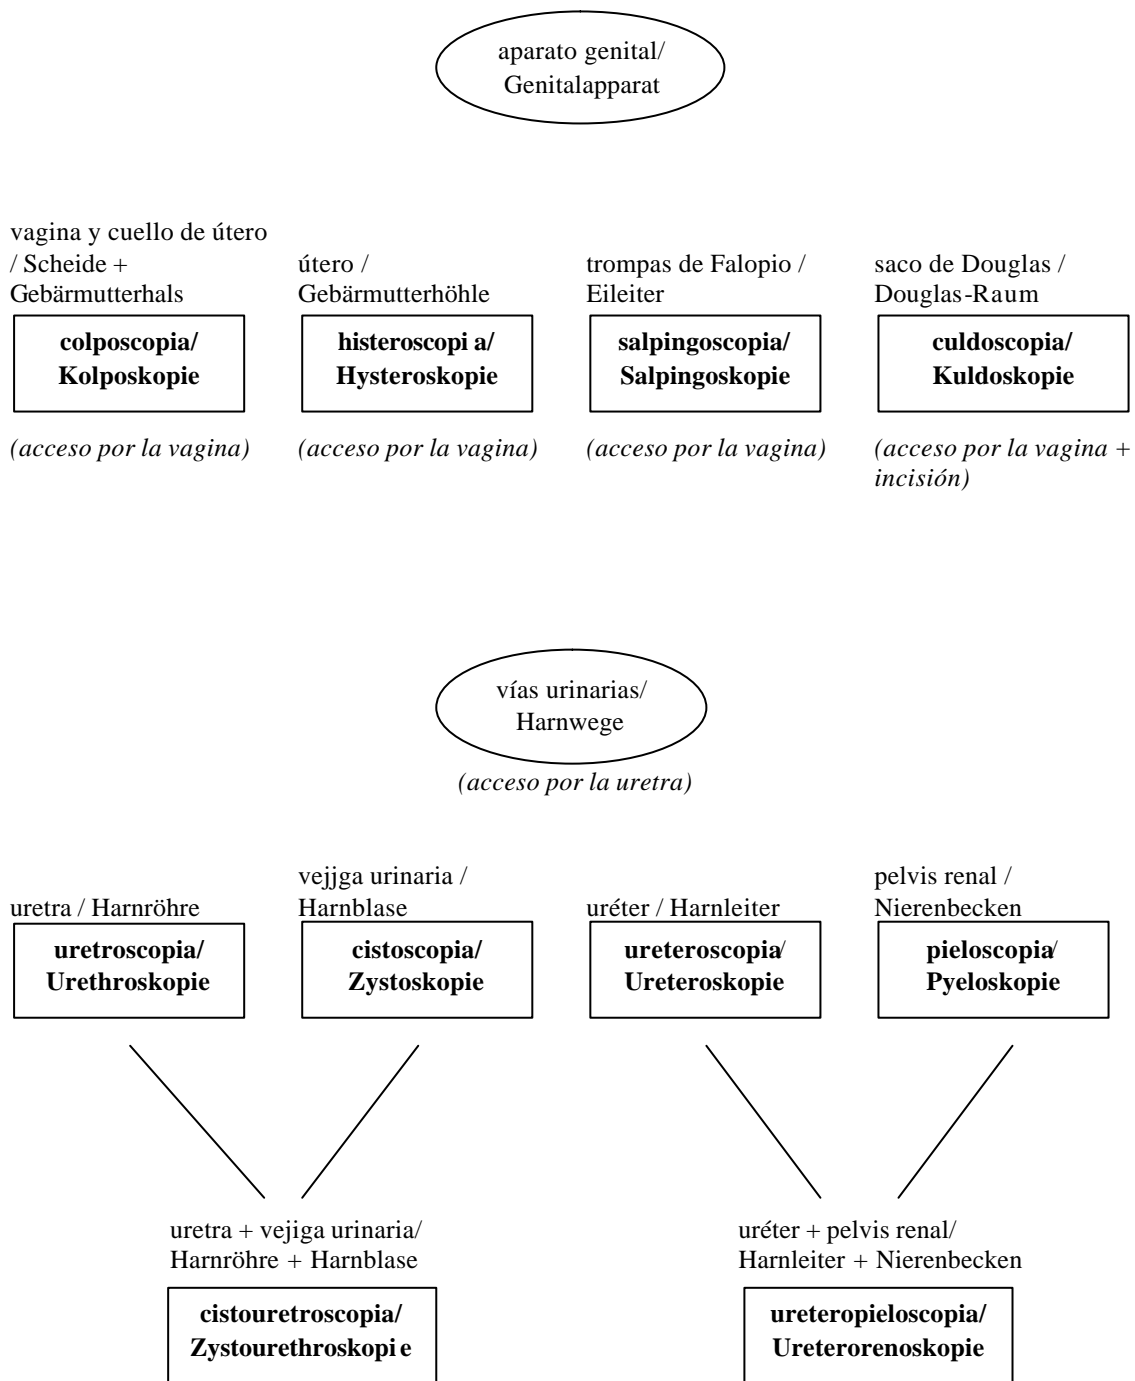 aparato genital/
Genitalapparat
vagina y cuello de útero
/ Scheide +
Gebärmutterhals
colposcopia/
Kolposkopie
(acceso por la vagina)
útero /
Gebärmutterhöhle
histeroscopi a/
Hysteroskopie
(acceso por la vagina)
trompas de Falopio /
Eileiter
salpingoscopia/
Salpingoskopie
(acceso por la vagina)
saco de Douglas /
Douglas-Raum
culdoscopia/
Kuldoskopie
(acceso por la vagina +
incisión)
vías urinarias/
Harnwege
(acceso por la uretra)
uretra / Harnröhre
uretroscopia/
Urethroskopie
vejjga urinaria /
Harnblase
cistoscopia/
Zystoskopie
uréter / Harnleiter
ureteroscopia/
Ureteroskopie
pelvis renal /
Nierenbecken
pieloscopia/
Pyeloskopie
uretra + vejiga urinaria/
Harnröhre + Harnblase
cistouretroscopia/
Zystourethroskopi e
uréter + pelvis renal/
Harnleiter + Nierenbecken
ureteropieloscopia/
Ureterorenoskopie